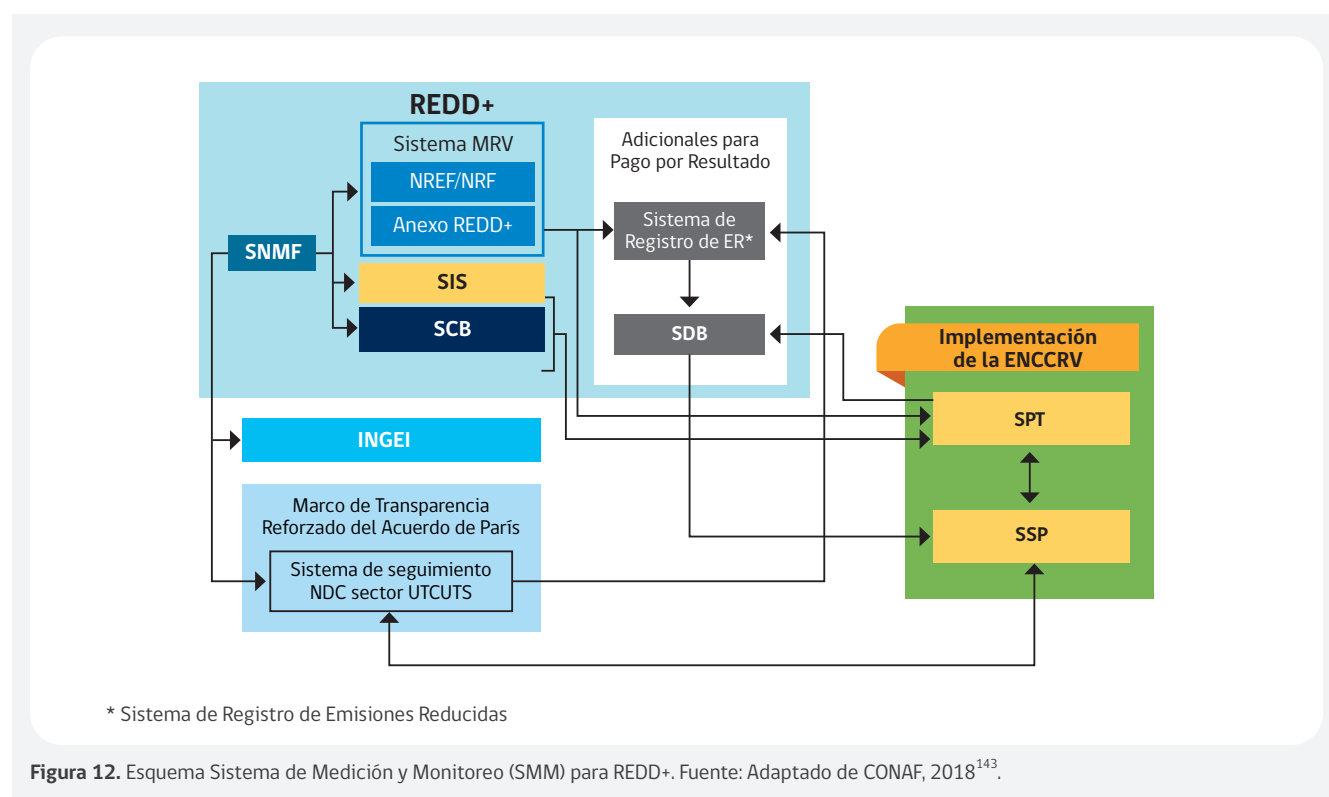 REDD+
Sistema MRV
NREF/NRF
Anexo REDD+
SNMF
SIS
SCB
Adicionales para
Pago por Resultado
Sistema de
Registro de ER*
SDB
Implementación
de la ENCCRV
SPT
SSP
INGEI
Marco de Transparencia
Reforzado del Acuerdo de París
Sistema de seguimiento
NDC sector UTCUTS
* Sistema de Registro de Emisiones Reducidas
Figura 12. Esquema Sistema de Medición y Monitoreo (SMM) para REDD+. Fuente: Adaptado de CONAF, 2018143.